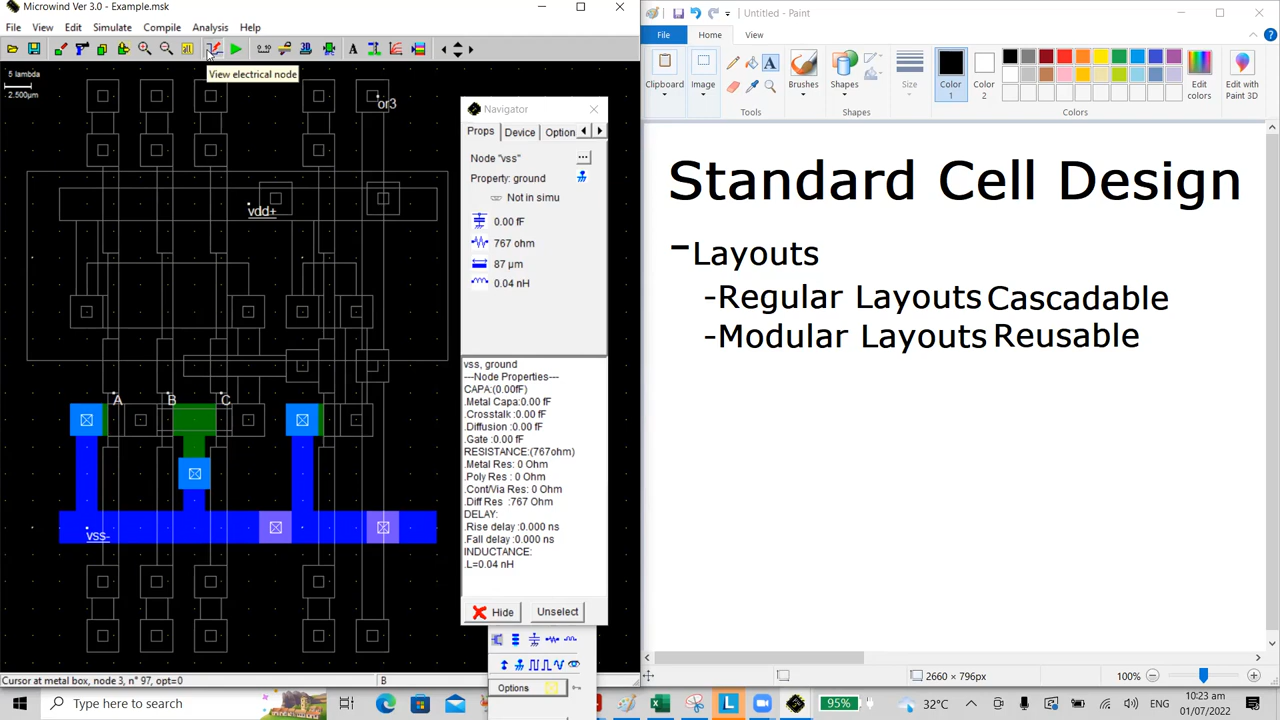 Microwind Ver 3.0 - Example.msk
File View Edit Simulate Compile Analysis Help
View electrical node
5 lambda
2.500µm
or3
vdd+
A B C
vss-
Navigator
Props Device Option
Node "vss"
Property: ground
Not in simu
0.00 fF
767 ohm
87 µm
0.04 nH
vss, ground
---Node Properties---
CAPA:(0.00fF)
.Metal Capa:0.00 fF
.Crosstalk :0.00 fF
.Diffusion :0.00 fF
.Gate :0.00 fF
RESISTANCE:(767ohm)
.Metal Res: 0 Ohm
.Poly Res : 0 Ohm
.Cont/Via Res: 0 Ohm
.Diff Res :767 Ohm
DELAY:
.Rise delay :0.000 ns
.Fall delay :0.000 ns
INDUCTANCE:
.L=0.04 nH
Hide Unselect
Options
Cursor at metal box, node 3, n° 97, opt=0 B
Untitled - Paint
File Home View
Clipboard Image Tools Brushes Shapes Size Color 1 Color 2 Edit colors Edit with Paint 3D
Colors
Standard Cell Design
-Layouts
-Regular Layouts Cascadable
-Modular Layouts Reusable
2660 × 796px 100%
Type here to search
95%
32°C
10:23 am
01/07/2022